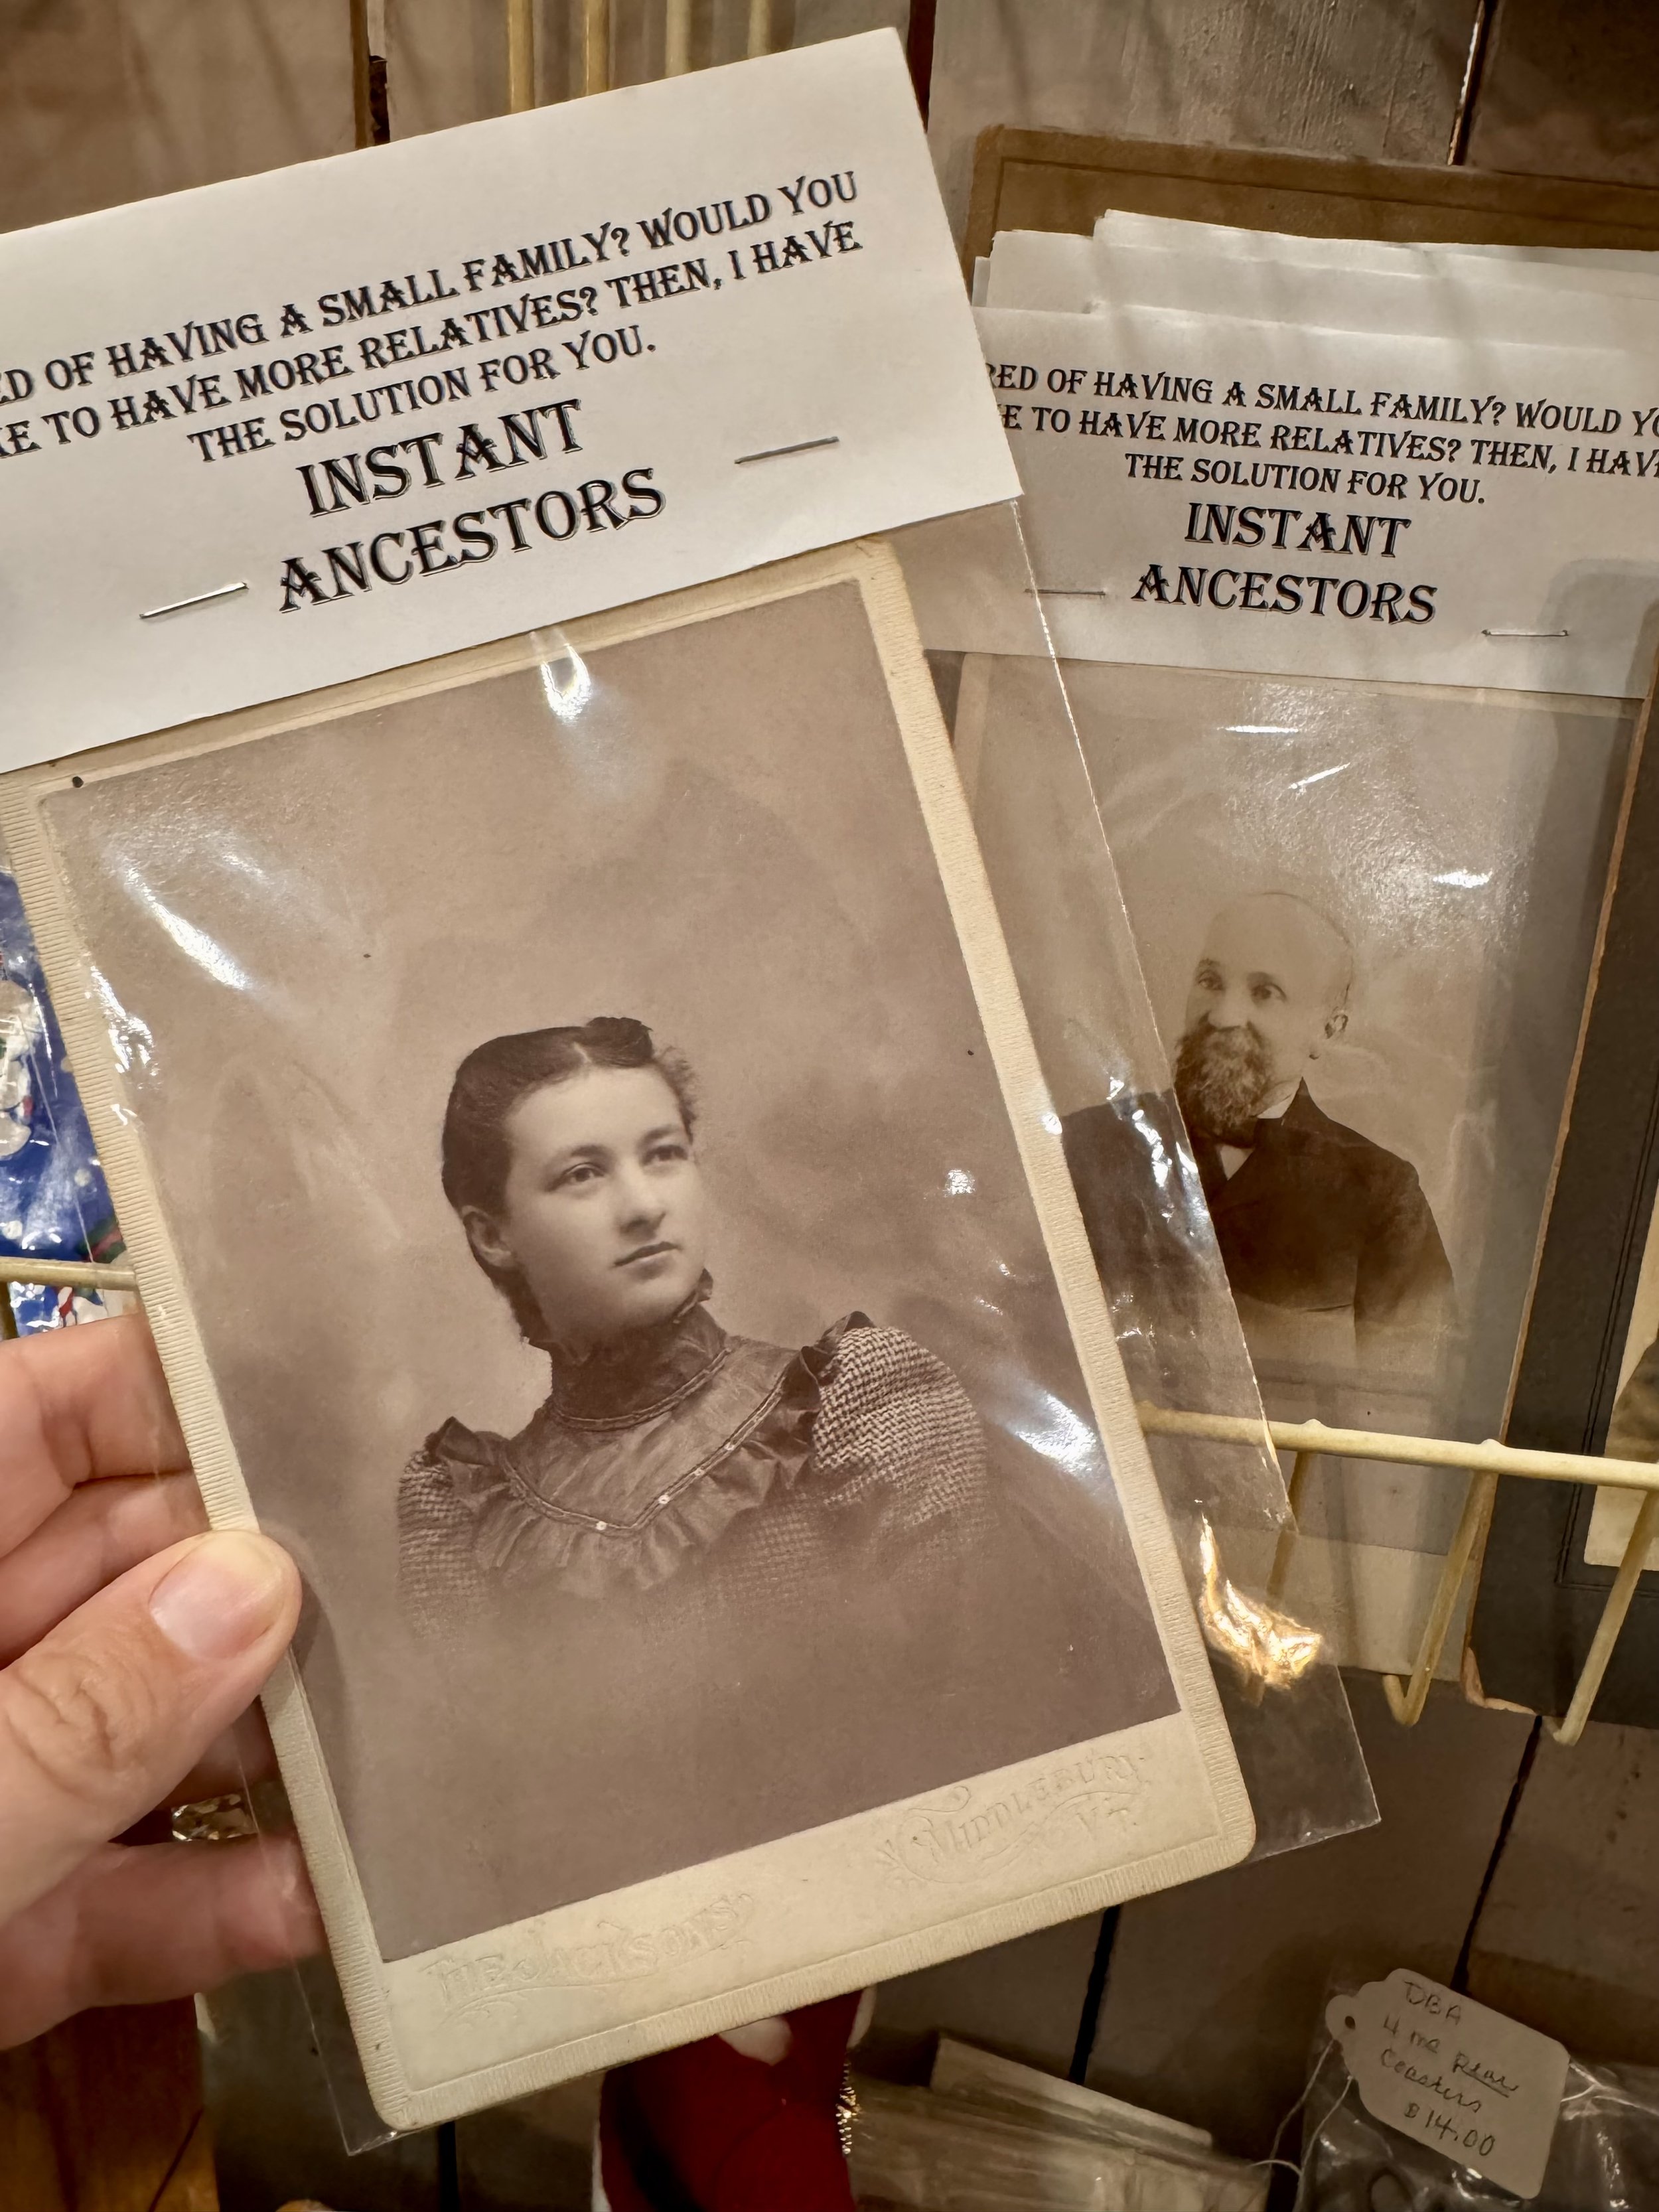 ED OF HAVING A SMALL FAMILY? WOULD YOU
KE TO HAVE MORE RELATIVES? THEN, I HAVE
THE SOLUTION FOR YOU.
INSTANT
ANCESTORS
THE JACKSONS
MIDDLEBURY,
VT.
RED OF HAVING A SMALL FAMILY? WOULD YO
E TO HAVE MORE RELATIVES? THEN, I HAV
THE SOLUTION FOR YOU.
INSTANT
ANCESTORS
DBA
4
Coasters
$14.00